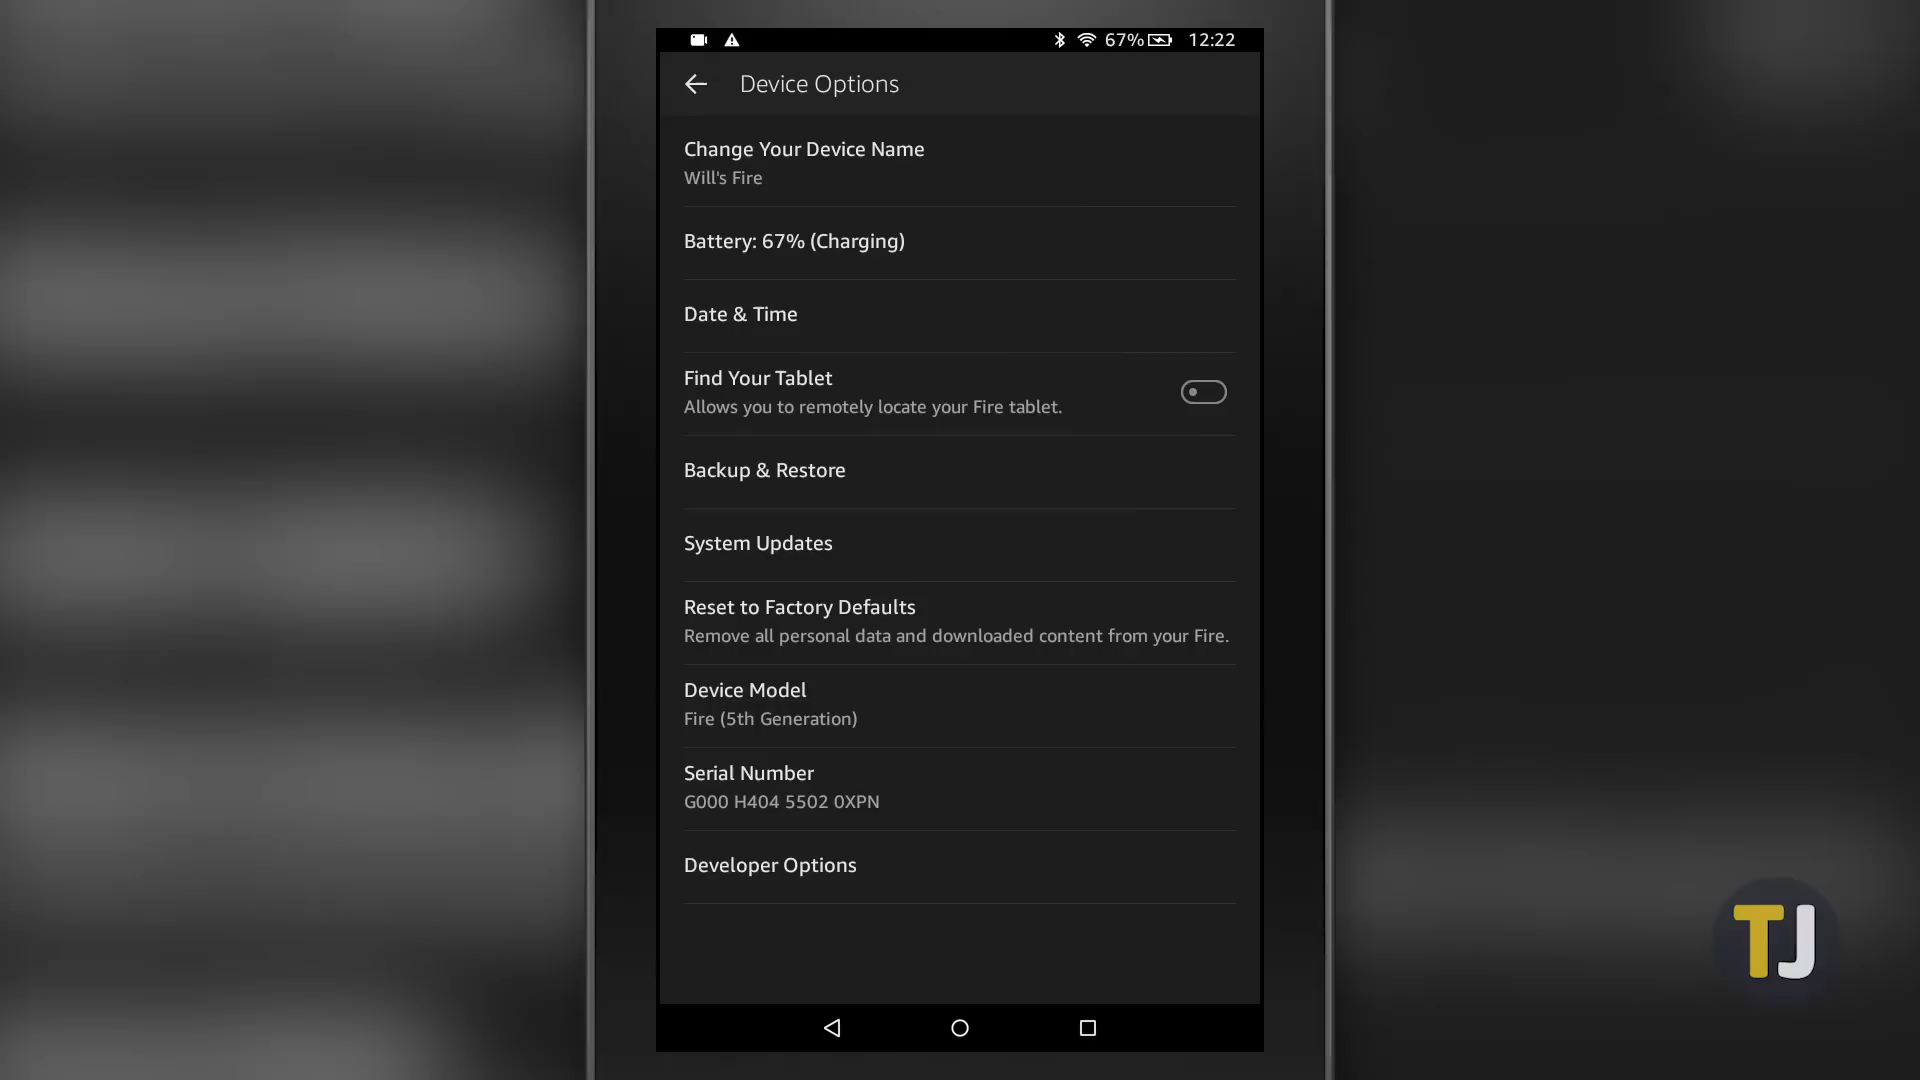 67% 12:22
Device Options
Change Your Device Name
Will's Fire
Battery: 67% (Charging)
Date & Time
Find Your Tablet
Allows you to remotely locate your Fire tablet.
Backup & Restore
System Updates
Reset to Factory Defaults
Remove all personal data and downloaded content from your Fire.
Device Model
Fire (5th Generation)
Serial Number
G000 H404 5502 0XPN
Developer Options
TJ